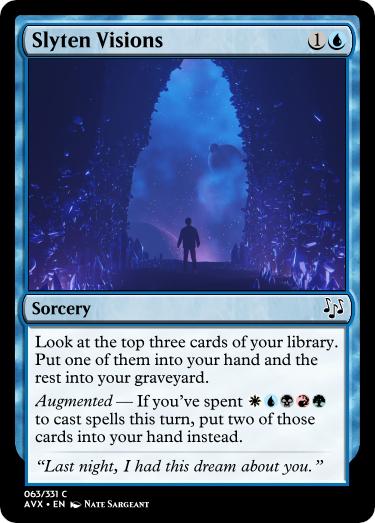 Slyten Visions 1
Sorcery
Look at the top three cards of your library.
Put one of them into your hand and the
rest into your graveyard.
Augmented — If you've spent
to cast spells this turn, put two of those
cards into your hand instead.
“Last night, I had this dream about you.”
063/331 C
AVX • EN Nate Sargeant